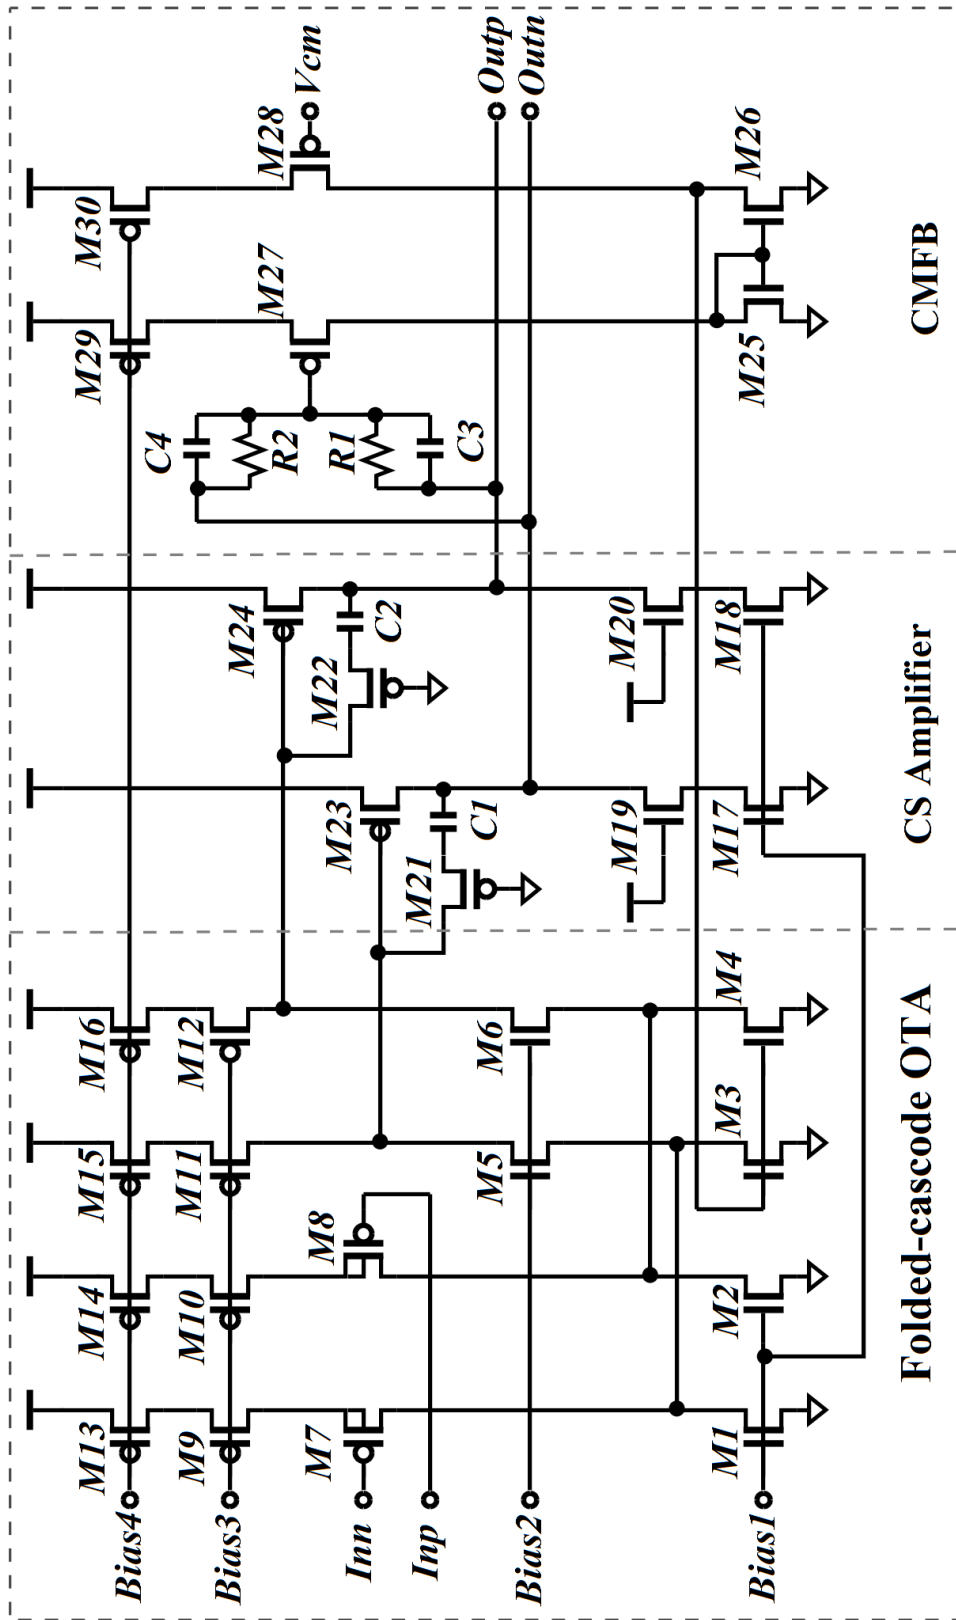 Bias4
Bias3
Inn
Inp
Bias2
Bias1
M13
M9
M7
M1
M14
M10
M8
M2
M15
M11
M5
M3
M16
M12
M6
M4
Folded-cascode OTA
M23
M21
C1
M19
M17
M24
M22
C2
M20
M18
CS Amplifier
C4
R2
R1
C3
M29
M27
M25
M30
M28
M26
Vcm
Outp
Outn
CMFB